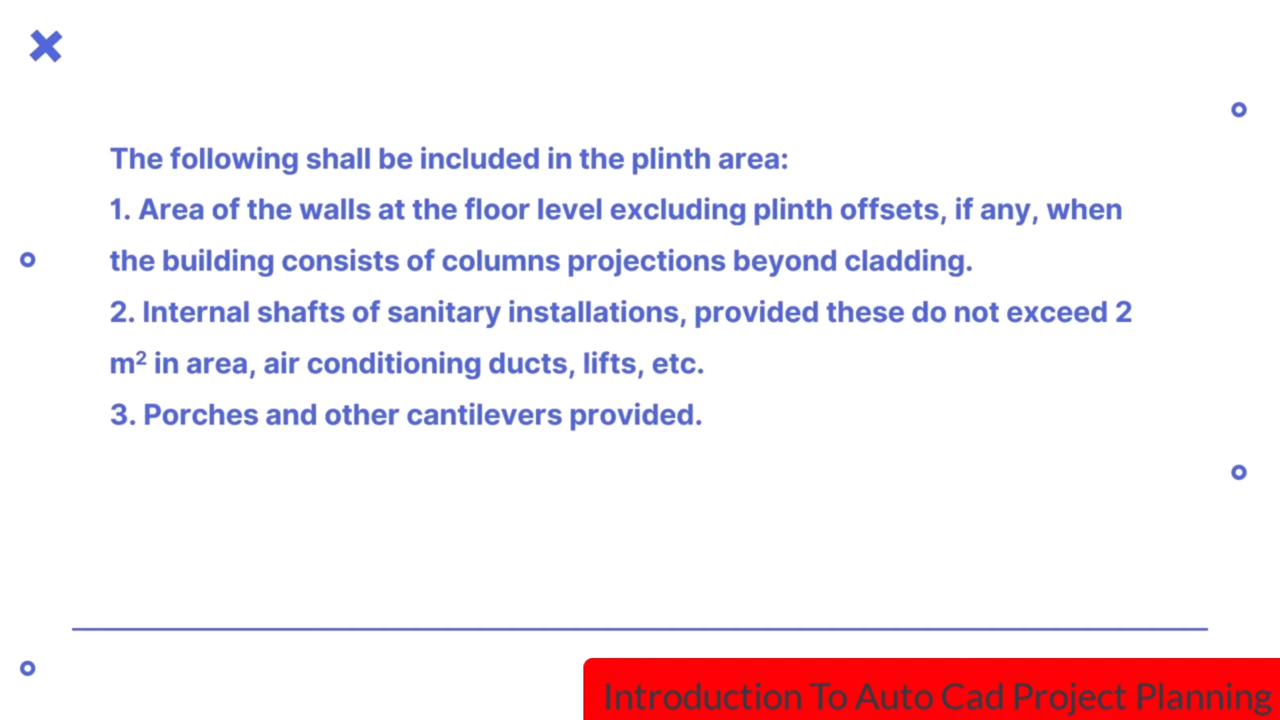 The following shall be included in the plinth area:
1. Area of the walls at the floor level excluding plinth offsets, if any, when
the building consists of columns projections beyond cladding.
2. Internal shafts of sanitary installations, provided these do not exceed 2
m² in area, air conditioning ducts, lifts, etc.
3. Porches and other cantilevers provided.
Introduction To Auto Cad Project Planning